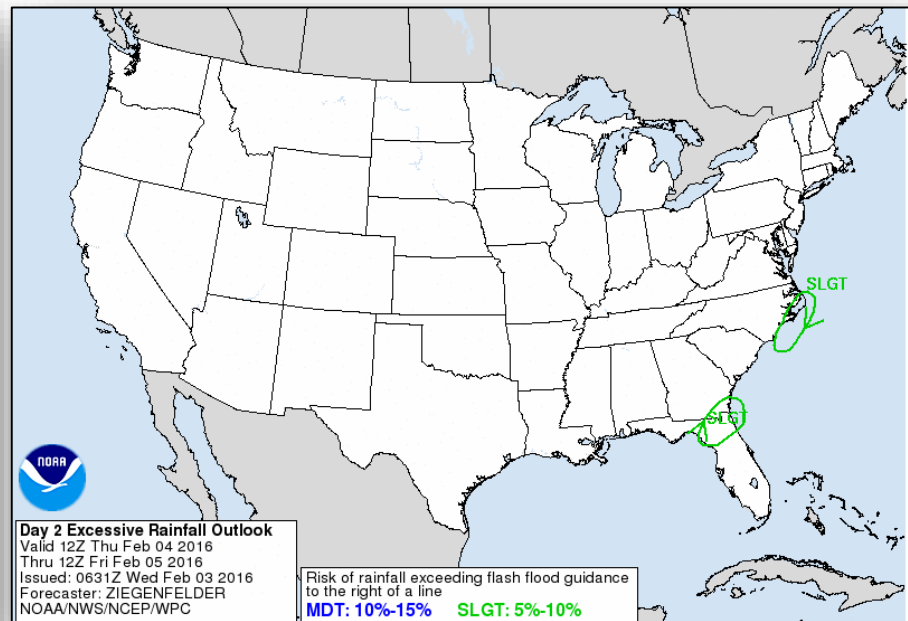 SLGT
SLGT
NOAA
Day 2 Excessive Rainfall Outlook
Valid 12Z Thu Feb 04 2016
Thru 12Z Fri Feb 05 2016
Issued: 0631Z Wed Feb 03 2016
Forecaster: ZIEGENFELDER
NOAA/NWS/NCEP/WPC
Risk of rainfall exceeding flash flood guidance
to the right of a line
MDT: 10%-15% SLGT: 5%-10%